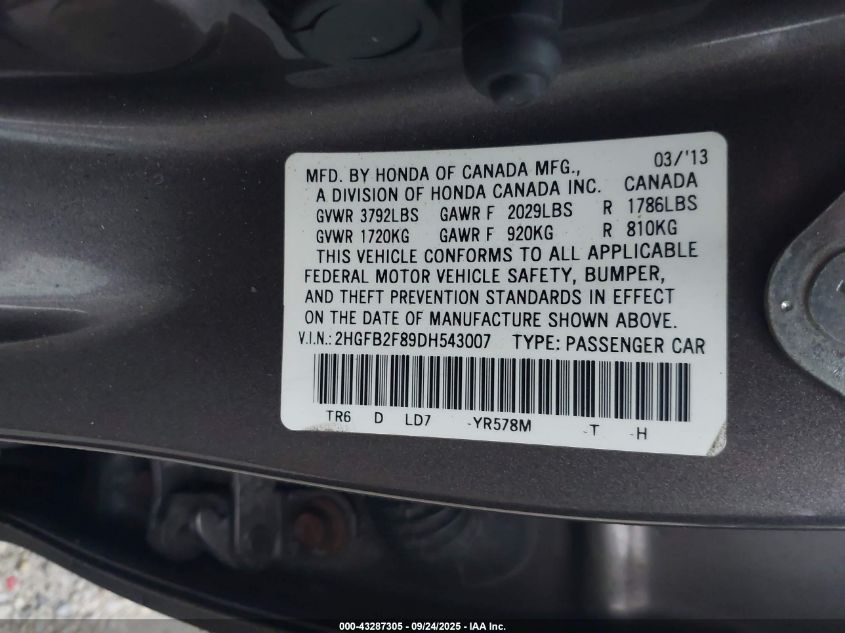 MFD. BY HONDA OF CANADA MFG., 03/'13
A DIVISION OF HONDA CANADA INC. CANADA
GVWR 3792LBS GAWR F 2029LBS R 1786LBS
GVWR 1720KG GAWR F 920KG R 810KG
THIS VEHICLE CONFORMS TO ALL APPLICABLE
FEDERAL MOTOR VEHICLE SAFETY, BUMPER,
AND THEFT PREVENTION STANDARDS IN EFFECT
ON THE DATE OF MANUFACTURE SHOWN ABOVE.
V.I.N.: 2HGFB2F89DH543007 TYPE: PASSENGER CAR
TR6 D LD7 -YR578M -T -H
000-43287305 - 09/24/2025 - IAA Inc.